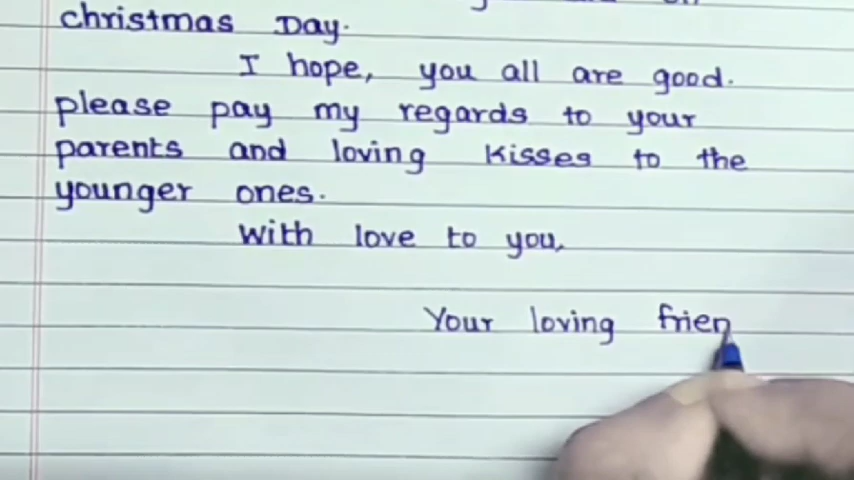 christmas Day.
I hope, you all are good.
please pay my regards to your
parents and loving kisses to the
younger ones.
With love to you,
Your loving frien